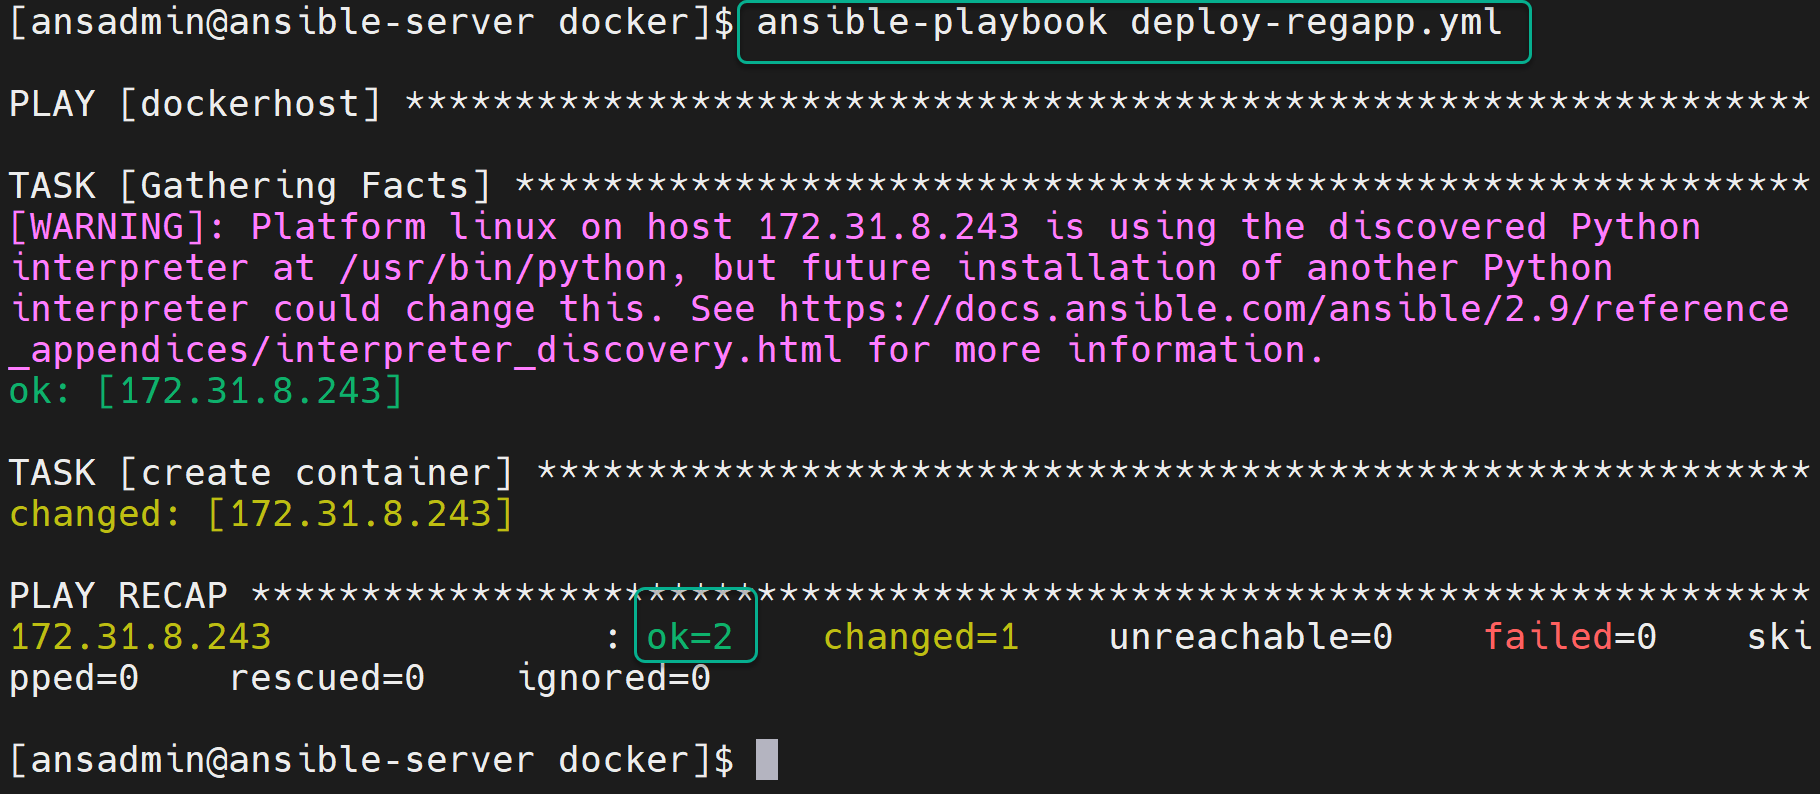 [ansadmin@ansible-server docker]$ ansible-playbook deploy-regapp.yml
PLAY [dockerhost] ****************************************************************
TASK [Gathering Facts] ***********************************************************
[WARNING]: Platform linux on host 172.31.8.243 is using the discovered Python
interpreter at /usr/bin/python, but future installation of another Python
interpreter could change this. See https://docs.ansible.com/ansible/2.9/reference
_appendices/interpreter_discovery.html for more information.
ok: [172.31.8.243]
TASK [create container] **********************************************************
changed: [172.31.8.243]
PLAY RECAP ***********************************************************************
172.31.8.243               : ok=2    changed=1    unreachable=0    failed=0    ski
pped=0    rescued=0    ignored=0
[ansadmin@ansible-server docker]$